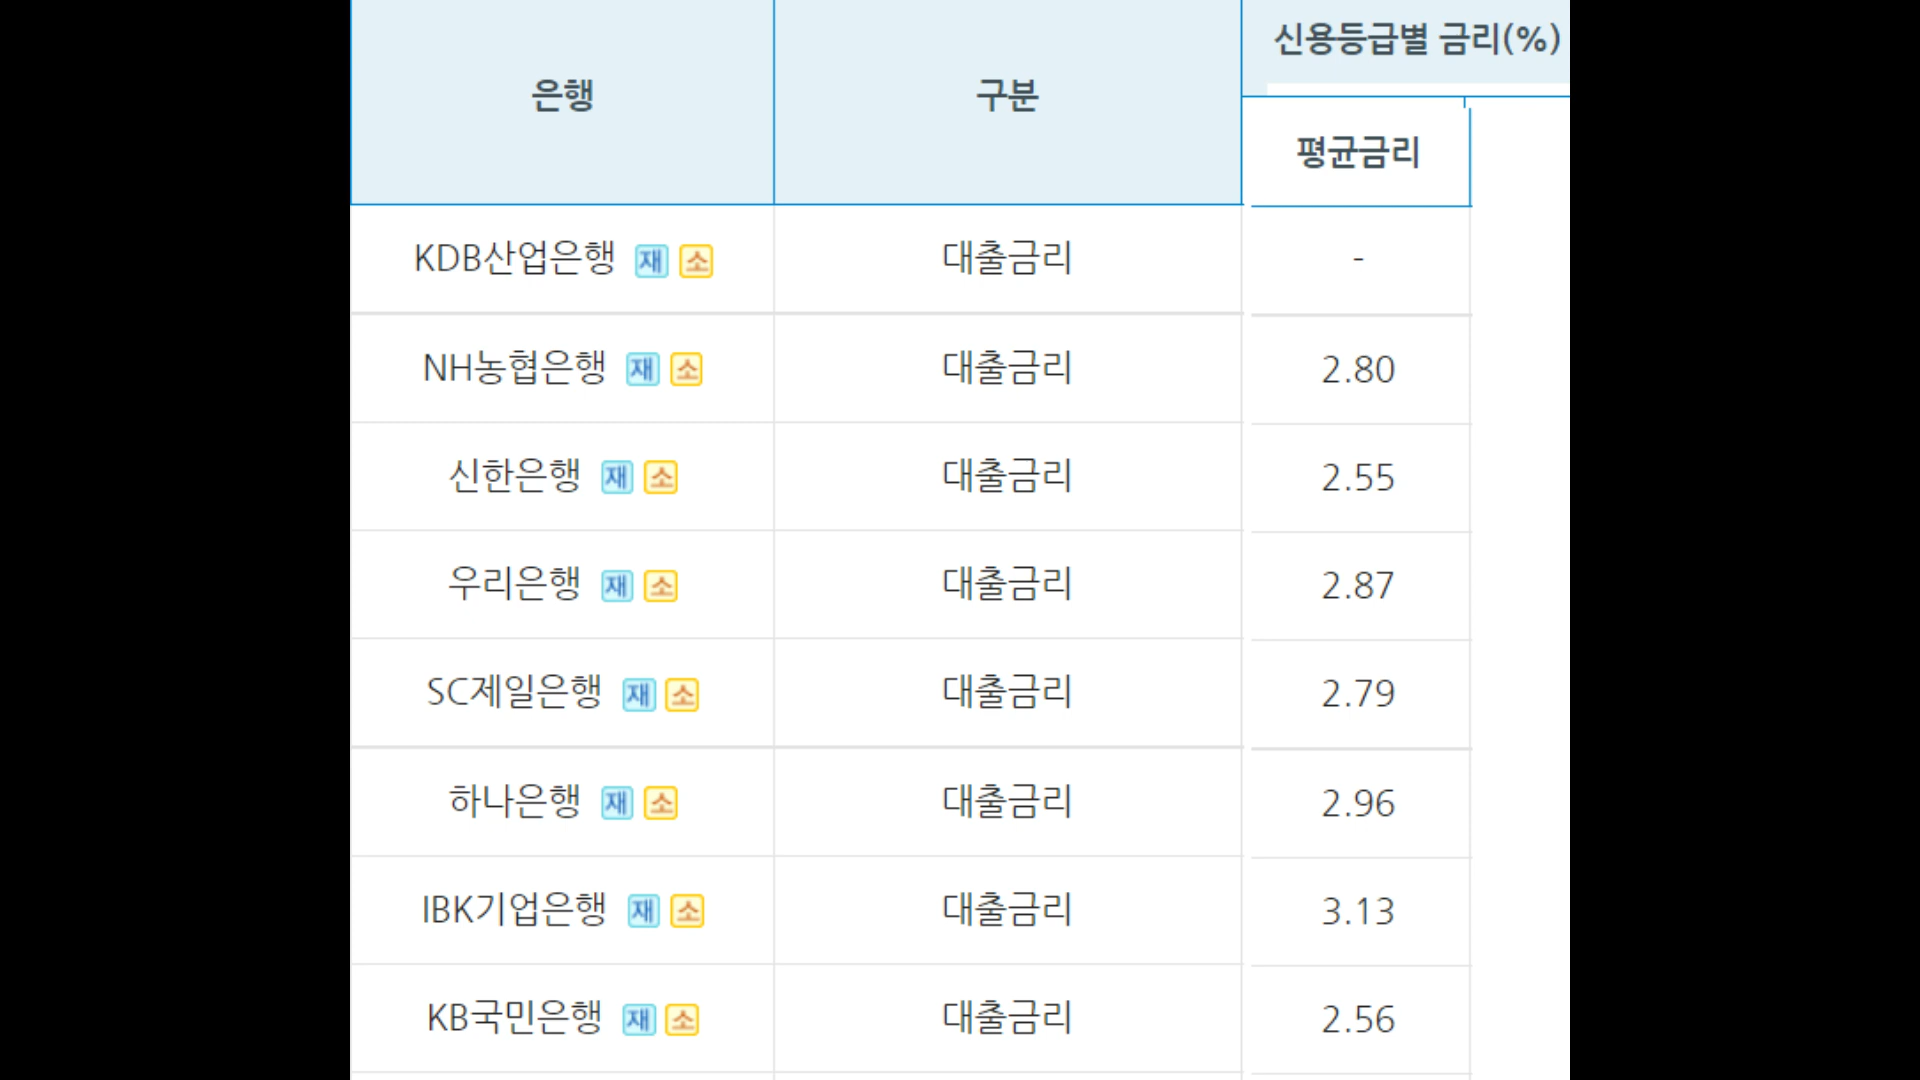 은행 구분 신용등급별 금리(%)
평균금리
KDB산업은행 재 소 대출금리 -
NH농협은행 재 소 대출금리 2.80
신한은행 재 소 대출금리 2.55
우리은행 재 소 대출금리 2.87
SC제일은행 재 소 대출금리 2.79
하나은행 재 소 대출금리 2.96
IBK기업은행 재 소 대출금리 3.13
KB국민은행 재 소 대출금리 2.56